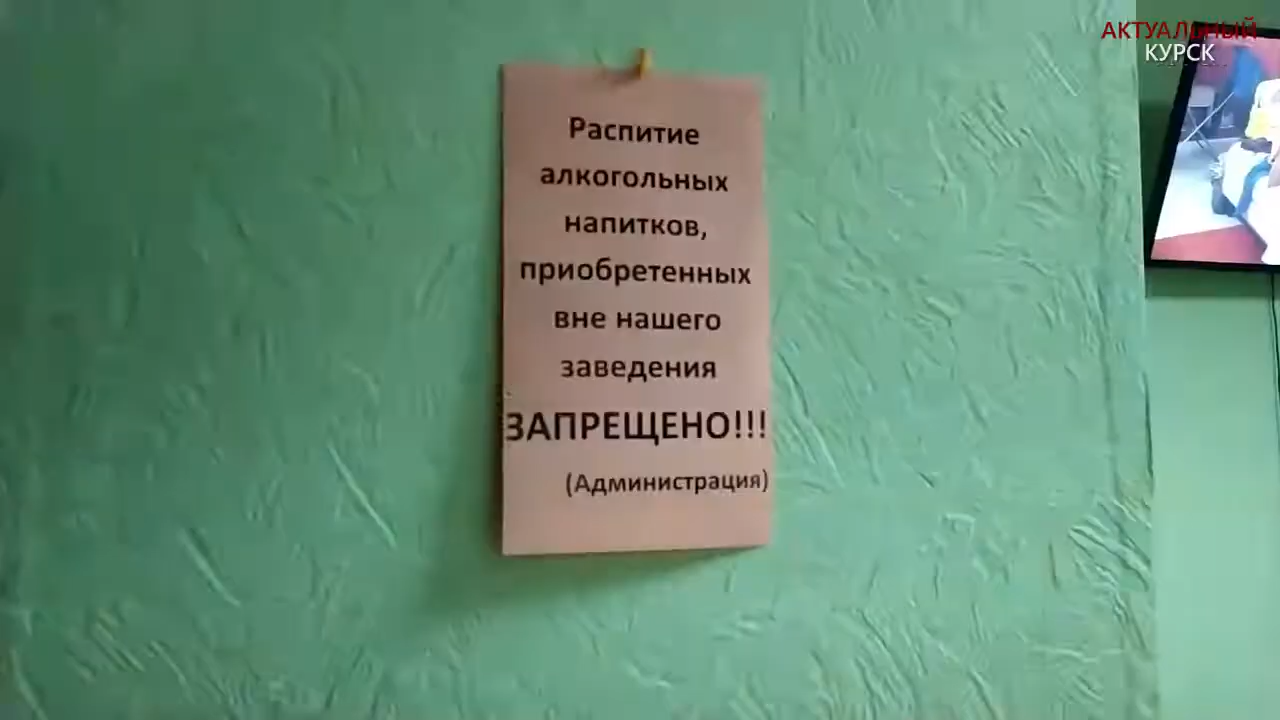 АКТУАЛЬНЫЙ
КУРСК
Распитие
алкогольных
напитков,
приобретенных
вне нашего
заведения
ЗАПРЕЩЕНО!!!
(Администрация)